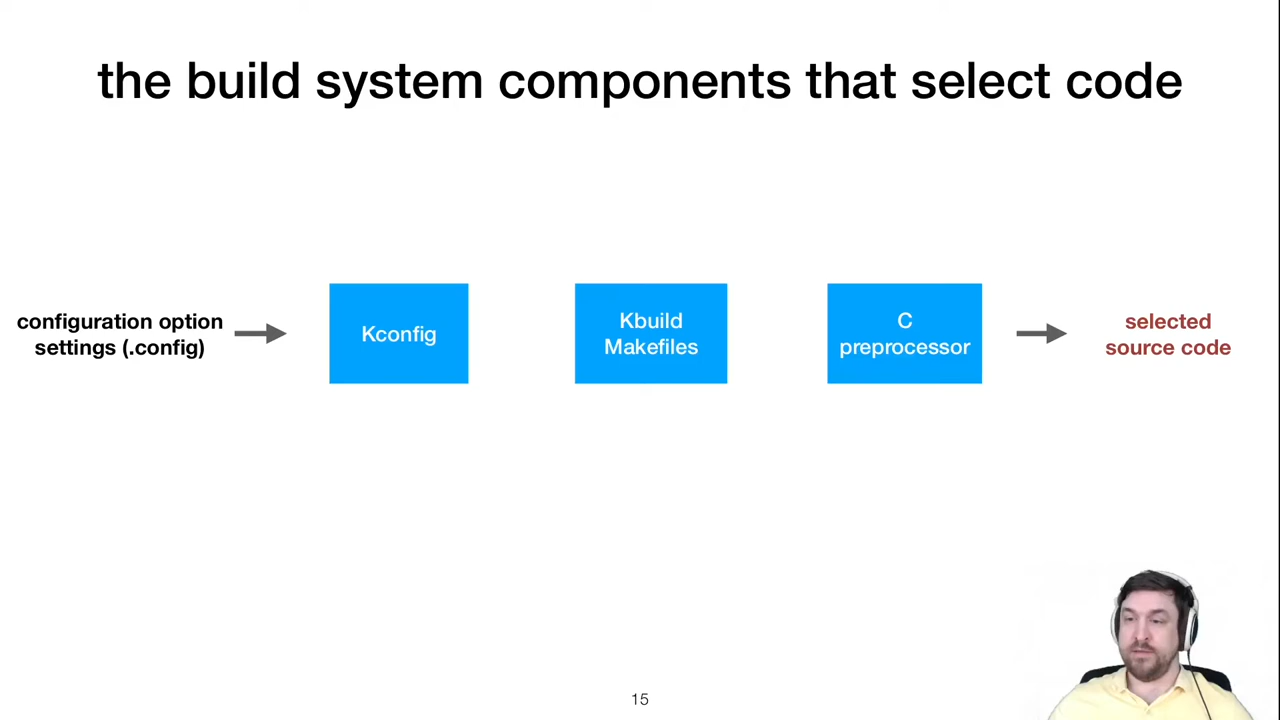 the build system components that select code
configuration option
settings (.config)
Kconfig
Kbuild
Makefiles
C
preprocessor
selected
source code
15